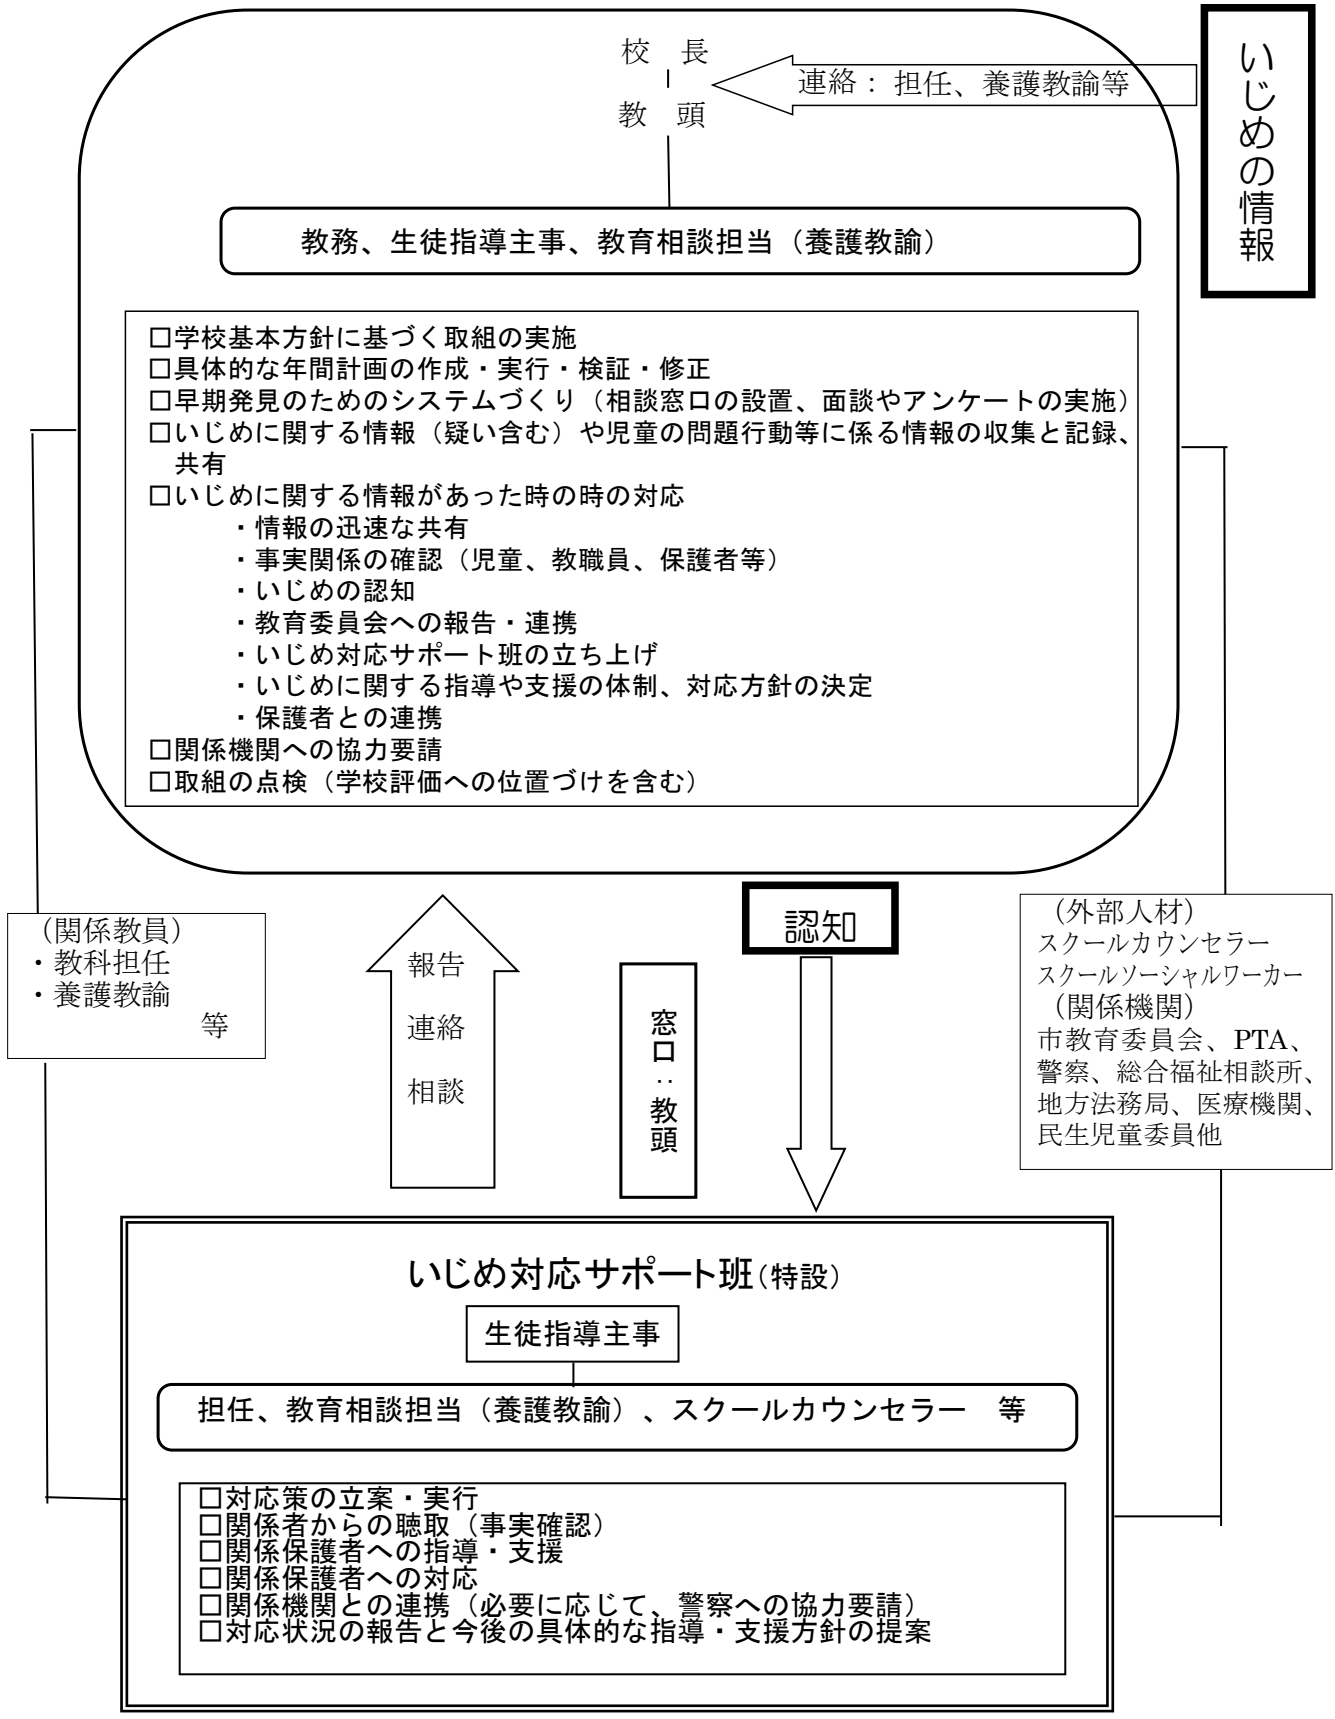 校　長
教　頭
連絡：担任、養護教諭等
いじめの情報
教務、生徒指導主事、教育相談担当（養護教諭）
□学校基本方針に基づく取組の実施
□具体的な年間計画の作成・実行・検証・修正
□早期発見のためのシステムづくり（相談窓口の設置、面談やアンケートの実施）
□いじめに関する情報（疑い含む）や児童の問題行動等に係る情報の収集と記録、
共有
□いじめに関する情報があった時の時の対応
・情報の迅速な共有
・事実関係の確認（児童、教職員、保護者等）
・いじめの認知
・教育委員会への報告・連携
・いじめ対応サポート班の立ち上げ
・いじめに関する指導や支援の体制、対応方針の決定
・保護者との連携
□関係機関への協力要請
□取組の点検（学校評価への位置づけを含む）
（関係教員）
・教科担任
・養護教諭
等
報告
連絡
相談
窓口：教頭
認知
（外部人材）
スクールカウンセラー
スクールソーシャルワーカー
（関係機関）
市教育委員会、PTA、
警察、総合福祉相談所、
地方法務局、医療機関、
民生児童委員他
いじめ対応サポート班（特設）
生徒指導主事
担任、教育相談担当（養護教諭）、スクールカウンセラー　等
□対応策の立案・実行
□関係者からの聴取（事実確認）
□関係保護者への指導・支援
□関係保護者への対応
□関係機関との連携（必要に応じて、警察への協力要請）
□対応状況の報告と今後の具体的な指導・支援方針の提案